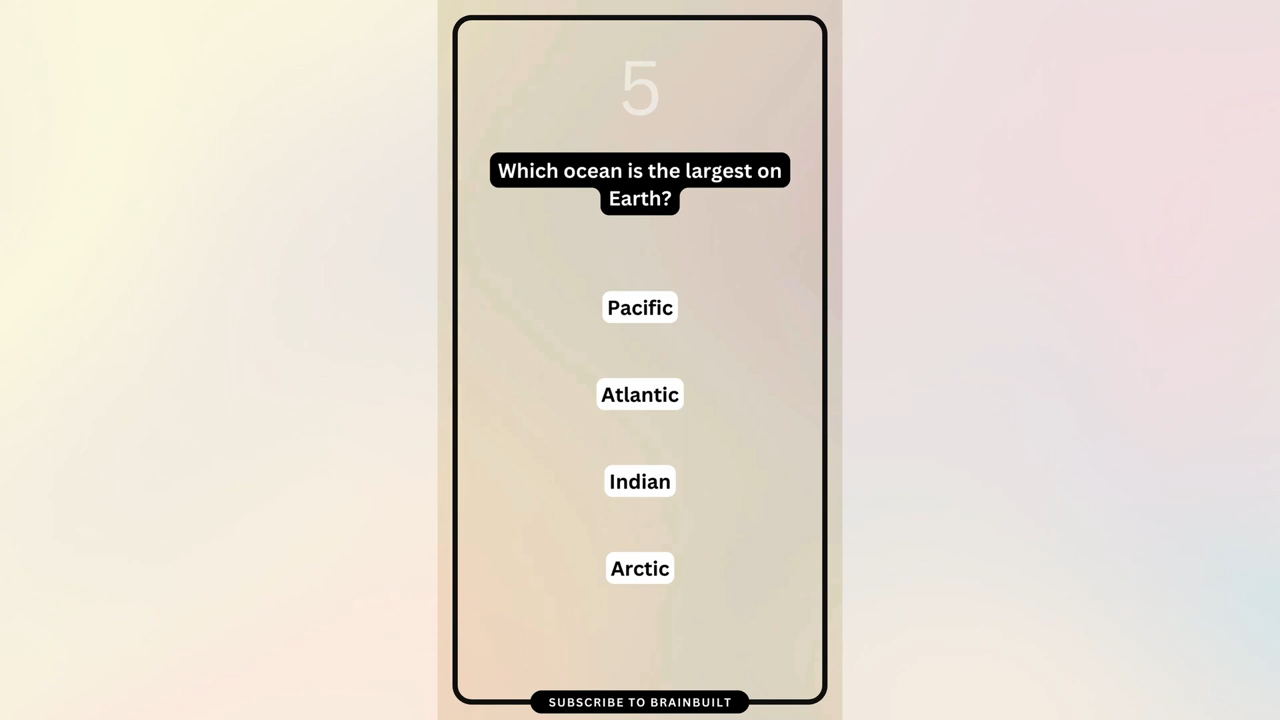 5
Which ocean is the largest on
Earth?
Pacific
Atlantic
Indian
Arctic
SUBSCRIBE TO BRAINBUILT